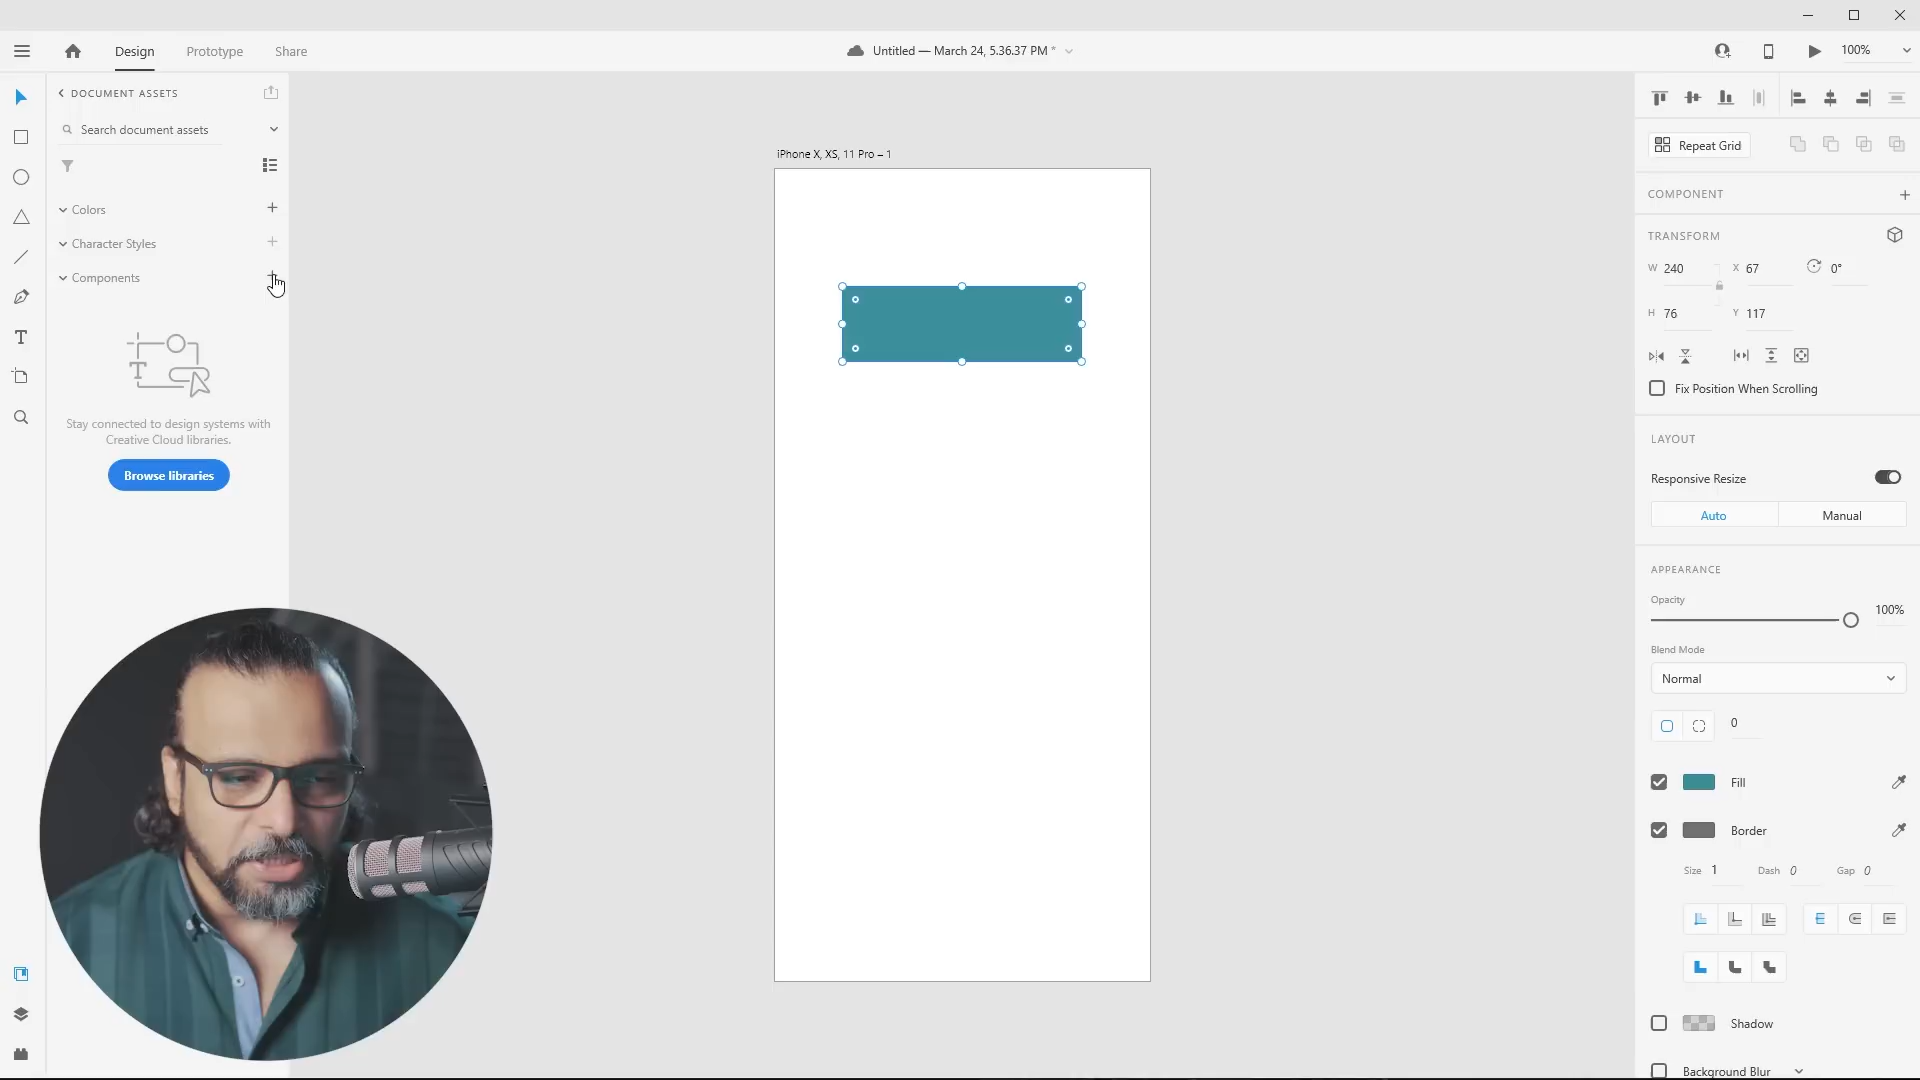 Design Prototype Share
Untitled — March 24, 5.36.37 PM *
100%
DOCUMENT ASSETS
Search document assets
Colors
Character Styles
Components
Stay connected to design systems with
Creative Cloud libraries.
Browse libraries
iPhone X, XS, 11 Pro – 1
Repeat Grid
COMPONENT
TRANSFORM
W 240 X 67 0°
H 76 Y 117
Fix Position When Scrolling
LAYOUT
Responsive Resize
Auto Manual
APPEARANCE
Opacity
100%
Blend Mode
Normal
0
Fill
Border
Size 1 Dash 0 Gap 0
Shadow
Background Blur